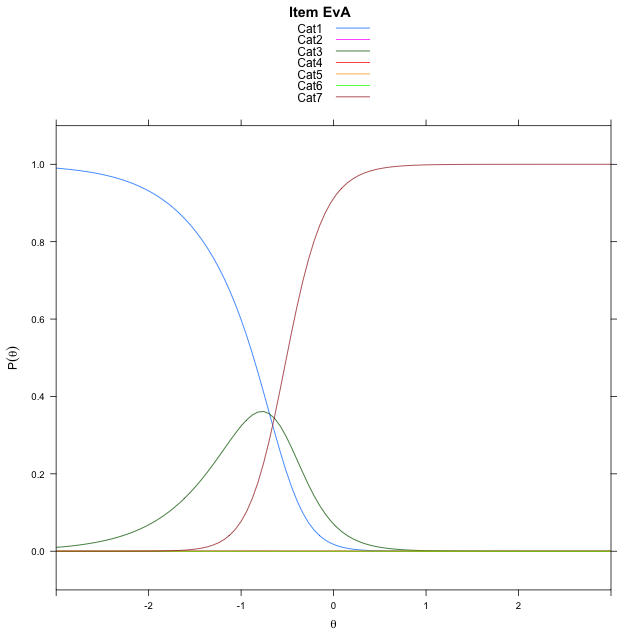 Item EvA
Cat1
Cat2
Cat3
Cat4
Cat5
Cat6
Cat7
1.0
0.8
0.6
0.4
0.2
0.0
P(θ)
-2
-1
0
1
2
θ